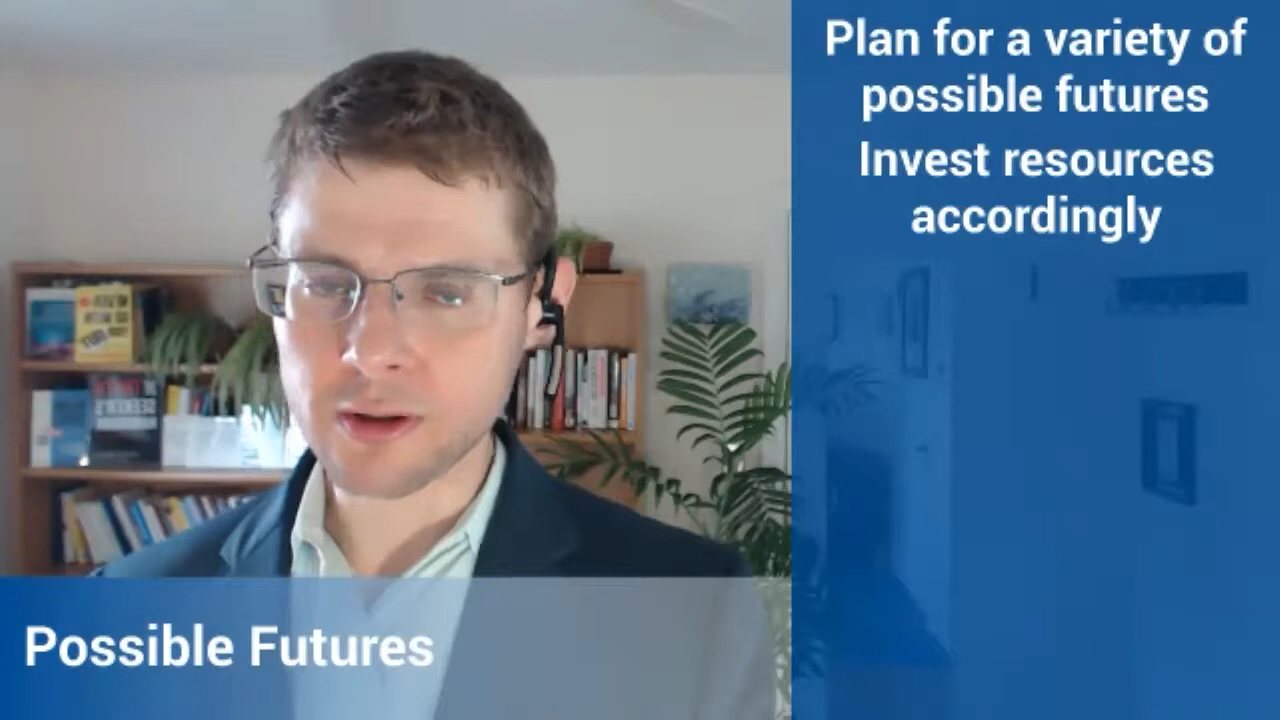 Plan for a variety of
possible futures
Invest resources
accordingly
Possible Futures